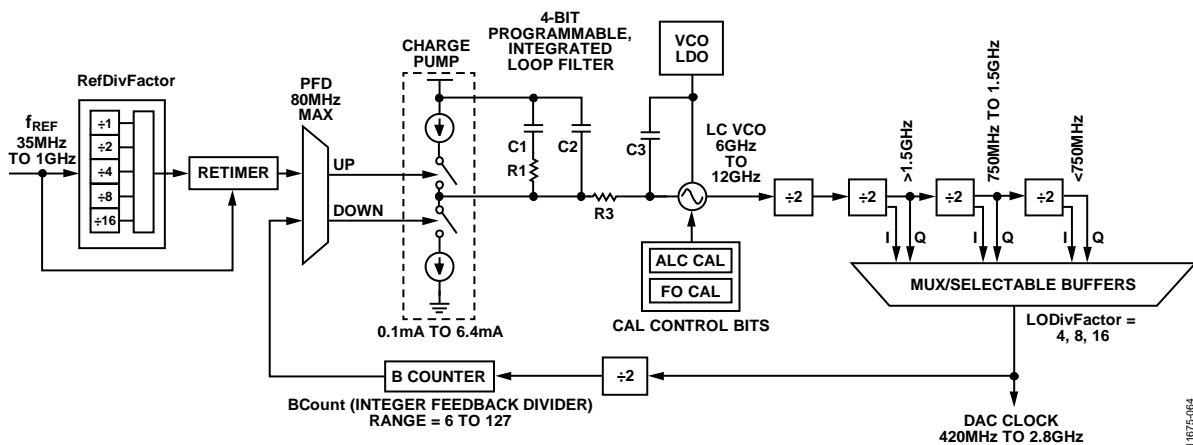 4-BIT
PROGRAMMABLE,
INTEGRATED
LOOP FILTER
CHARGE
PUMP
VCO
LDO
RefDivFactor
PFD
80MHz
MAX
fREF
35MHz
TO 1GHz
÷1
÷2
÷4
÷8
÷16
RETIMER
UP
DOWN
C1
R1
C2
C3
R3
LC VCO
6GHz
TO
12GHz
÷2
÷2
>1.5GHz
÷2
750MHz TO 1.5GHz
÷2
<750MHz
I
Q
I
Q
I
Q
ALC CAL
FO CAL
CAL CONTROL BITS
MUX/SELECTABLE BUFFERS
LODivFactor =
4, 8, 16
0.1mA TO 6.4mA
B COUNTER
÷2
BCount (INTEGER FEEDBACK DIVIDER)
RANGE = 6 TO 127
DAC CLOCK
420MHz TO 2.8GHz
11675-064